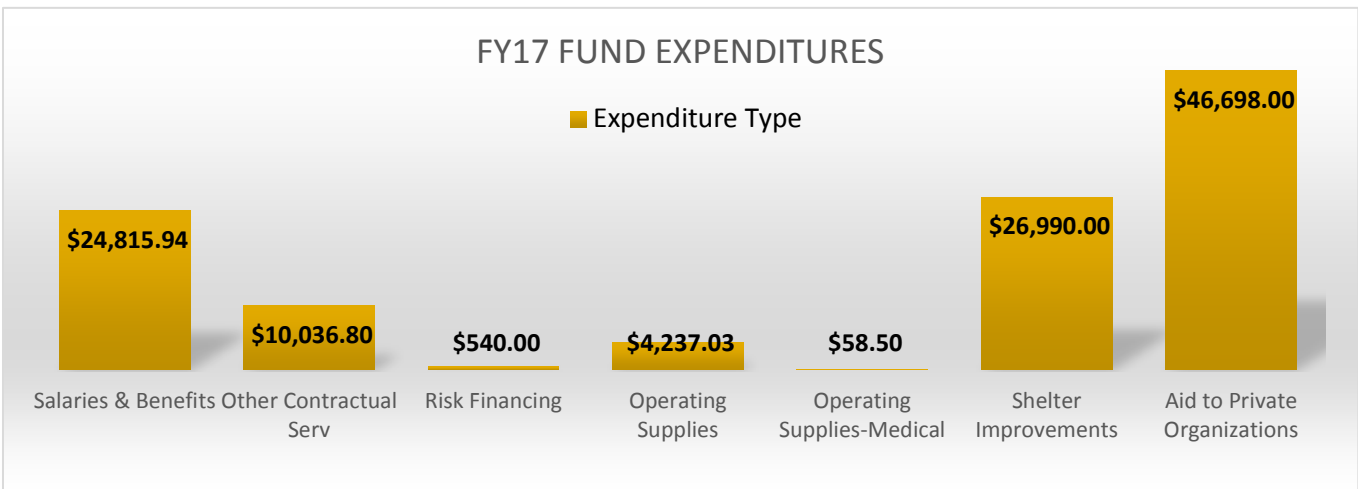 FY17 FUND EXPENDITURES
Expenditure Type
$24,815.94
$10,036.80
$540.00
$4,237.03
$58.50
$26,990.00
$46,698.00
Salaries & Benefits
Other Contractual
Serv
Risk Financing
Operating
Supplies
Operating
Supplies-Medical
Shelter
Improvements
Aid to Private
Organizations